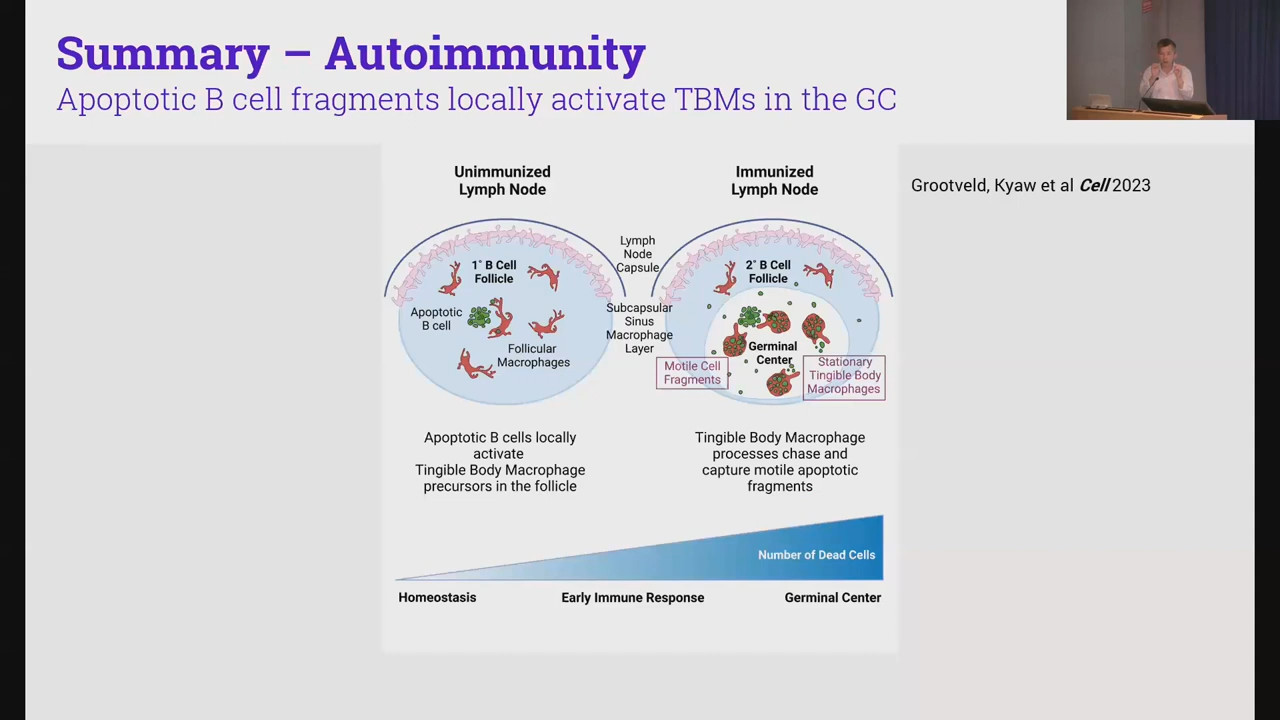 Summary – Autoimmunity
Apoptotic B cell fragments locally activate TBMs in the GC
Grootveld, Kyaw et al Cell 2023
Unimmunized
Lymph Node
Immunized
Lymph Node
Lymph
Node
Capsule
1˚ B Cell
Follicle
Apoptotic
B cell
Follicular
Macrophages
Subcapsular
Sinus
Macrophage
Layer
2˚ B Cell
Follicle
Germinal
Center
Motile Cell
Fragments
Stationary
Tingible Body
Macrophages
Apoptotic B cells locally
activate
Tingible Body Macrophage
precursors in the follicle
Tingible Body Macrophage
processes chase and
capture motile apoptotic
fragments
Number of Dead Cells
Homeostasis
Early Immune Response
Germinal Center